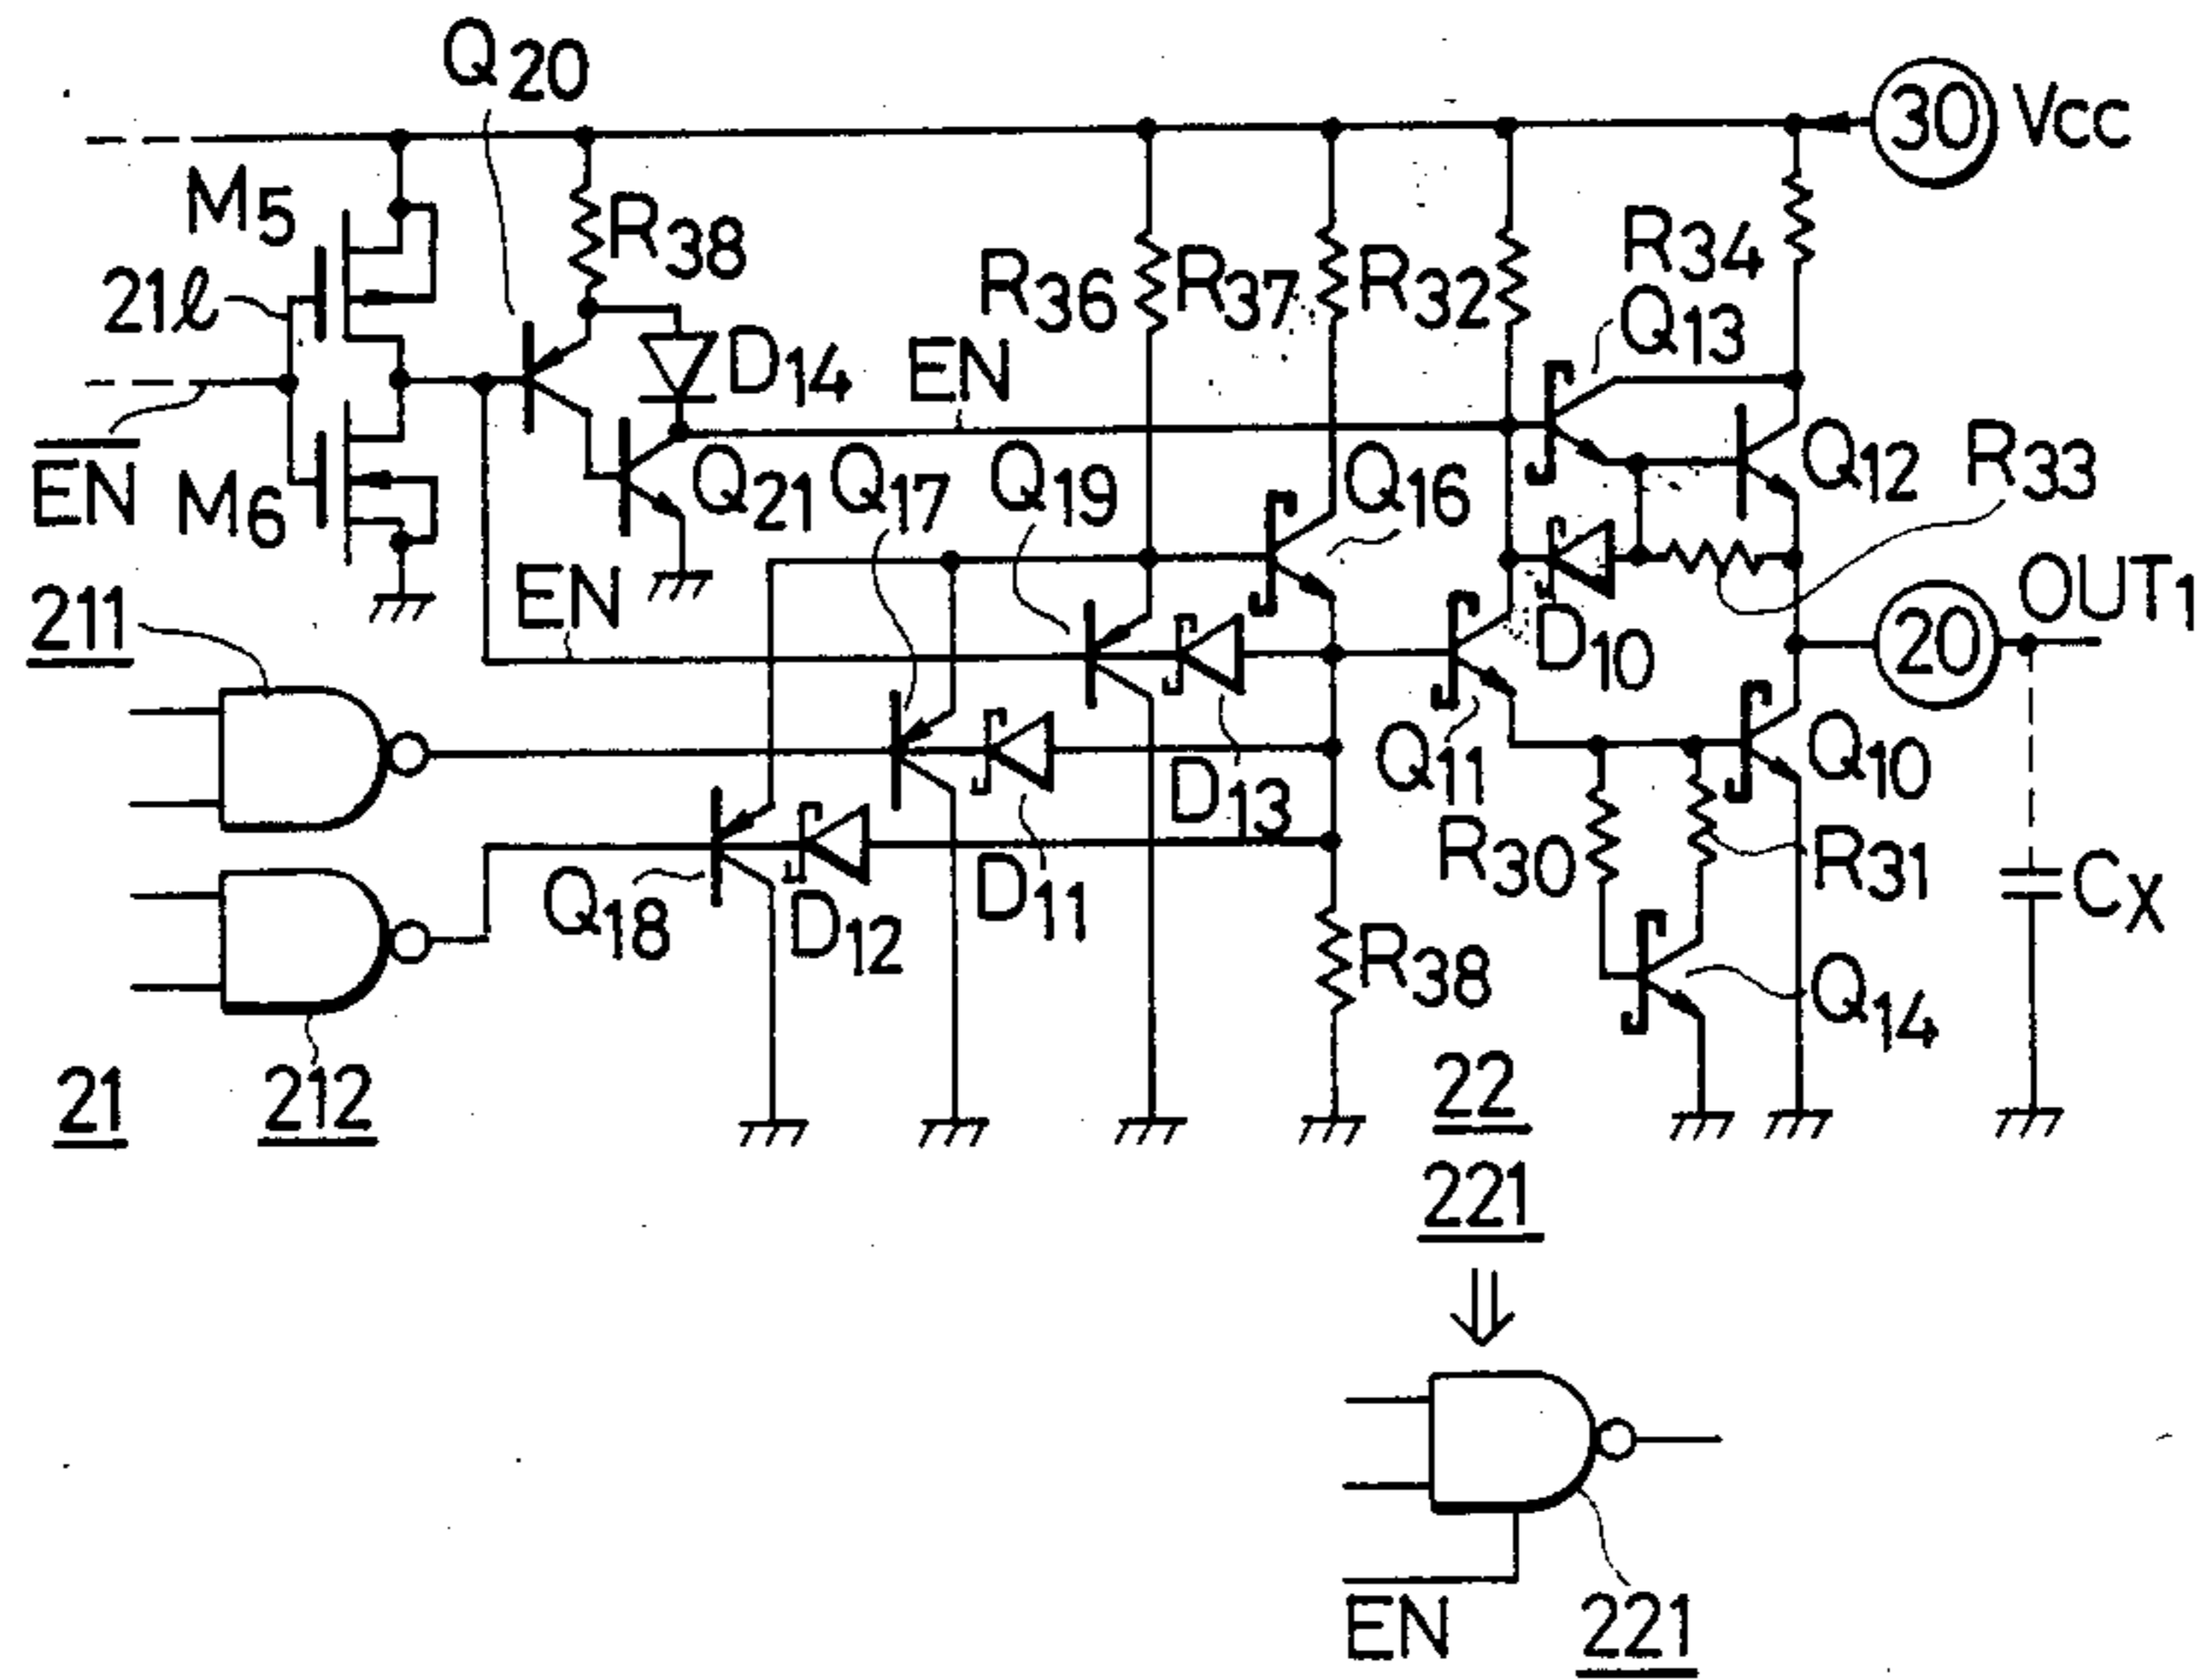 Q20
30 VCC
M5
R38
R34
21ℓ
R36
R37
R32
Q13
D14
EN
Q12
R33
EN
M6
Q21
Q17
Q19
Q16
OUT1
EN
D10
20
211
Q11
Q10
D13
R30
R31
CX
Q18
D12
D11
R38
Q14
21
212
22
221
EN
221